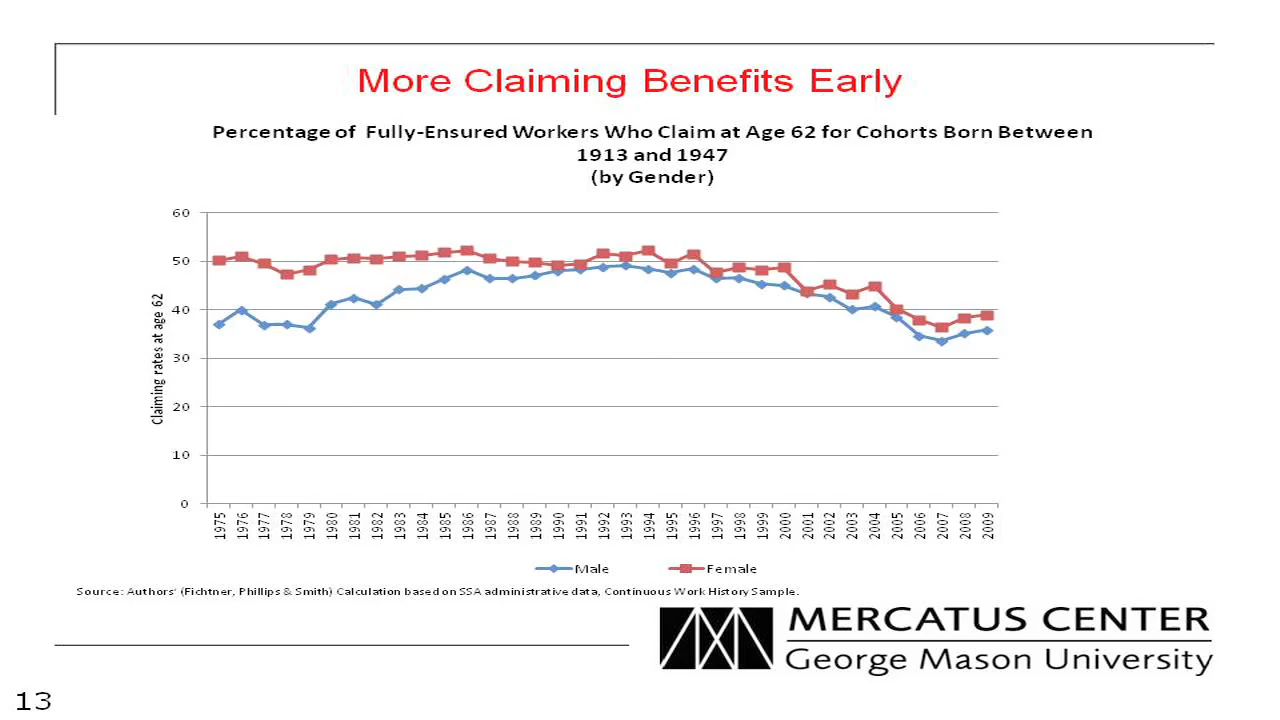 More Claiming Benefits Early
Percentage of Fully-Ensured Workers Who Claim at Age 62 for Cohorts Born Between
1913 and 1947
(by Gender)
Claiming rates at age 62
60
50
40
30
20
10
0
1975 1976 1977 1978 1979 1980 1981 1982 1983 1984 1985 1986 1987 1988 1989 1990 1991 1992 1993 1994 1995 1996 1997 1998 1999 2000 2001 2002 2003 2004 2005 2006 2007 2008 2009
Male Female
Source: Authors' (Fichtner, Phillips & Smith) Calculation based on SSA administrative data, Continuous Work History Sample.
MERCATUS CENTER
George Mason University
13